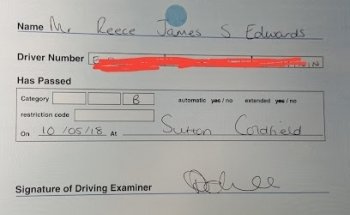 Name Mr Reece James S Edwards
Driver Number
Has Passed
Category B automatic yes / no extended yes / no
restriction code
On 10 / 05 / 18 At Sutton Coldfield
Signature of Driving Examiner